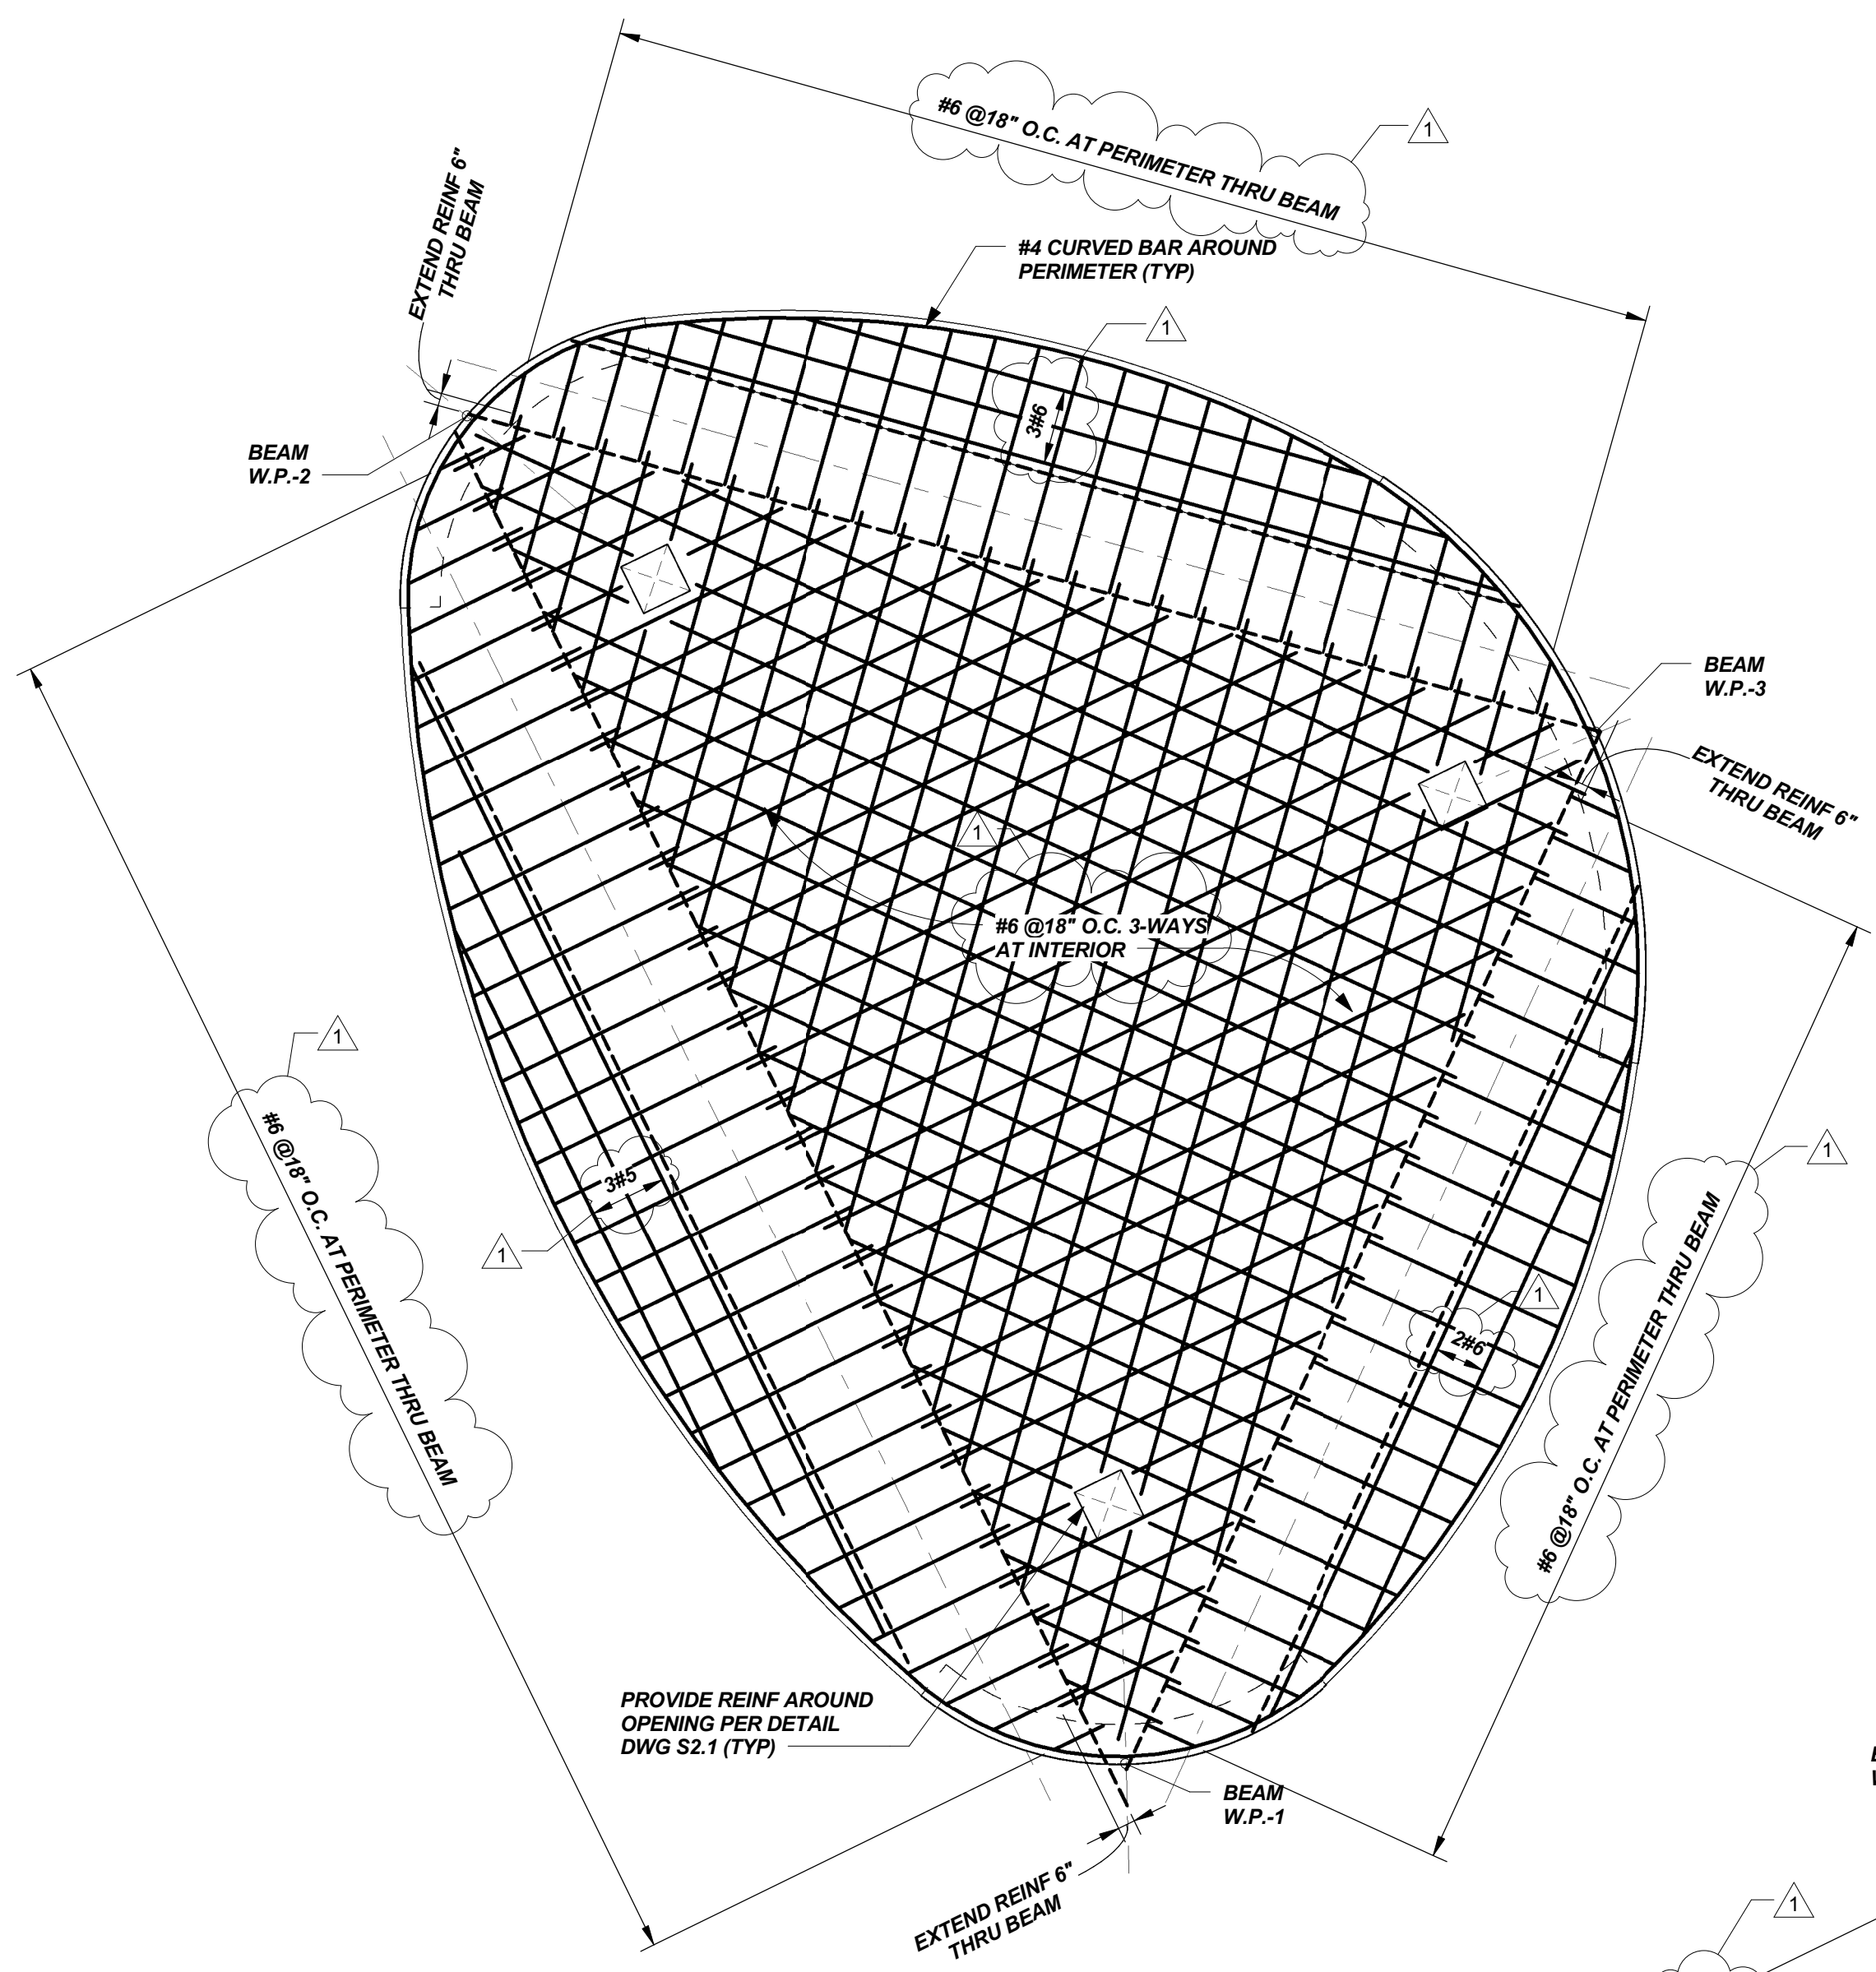 #6 @18" O.C. AT PERIMETER THRU BEAM
1
EXTEND REINF 6"
THRU BEAM
#4 CURVED BAR AROUND
PERIMETER (TYP)
1
3#6
BEAM
W.P.-2
BEAM
W.P.-3
EXTEND REINF 6"
THRU BEAM
1
#6 @18" O.C. 3-WAYS
AT INTERIOR
1
#6 @18" O.C. AT PERIMETER THRU BEAM
3#5
1
1
#6 @18" O.C. AT PERIMETER THRU BEAM
1
2#6
PROVIDE REINF AROUND
OPENING PER DETAIL
DWG S2.1 (TYP)
BEAM
W.P.-1
EXTEND REINF 6"
THRU BEAM
1